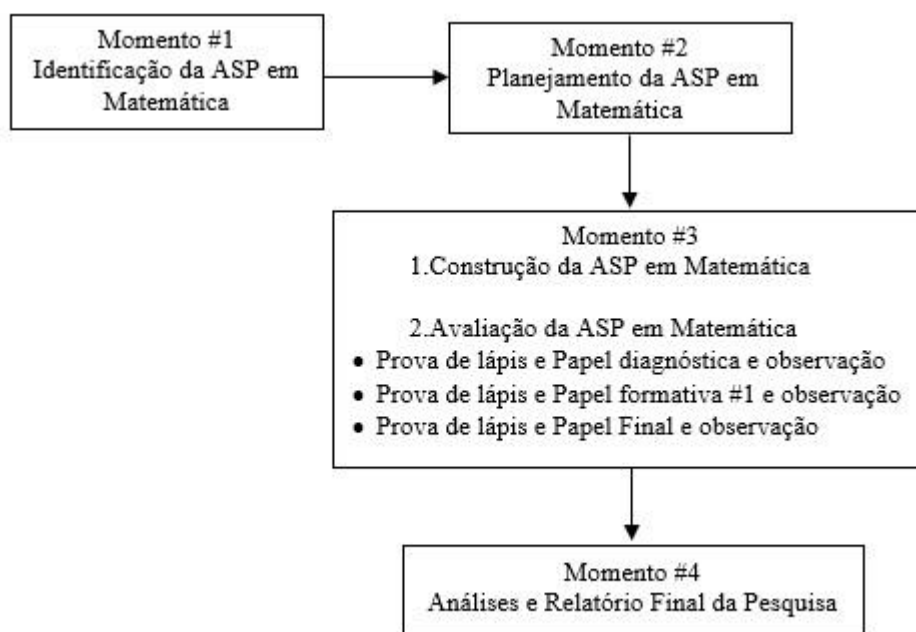 Momento #1
Identificação da ASP em
Matemática
Momento #2
Planejamento da ASP em
Matemática
Momento #3
1.Construção da ASP em Matemática
2.Avaliação da ASP em Matemática
• Prova de lápis e Papel diagnóstica e observação
• Prova de lápis e Papel formativa #1 e observação
• Prova de lápis e Papel Final e observação
Momento #4
Análises e Relatório Final da Pesquisa